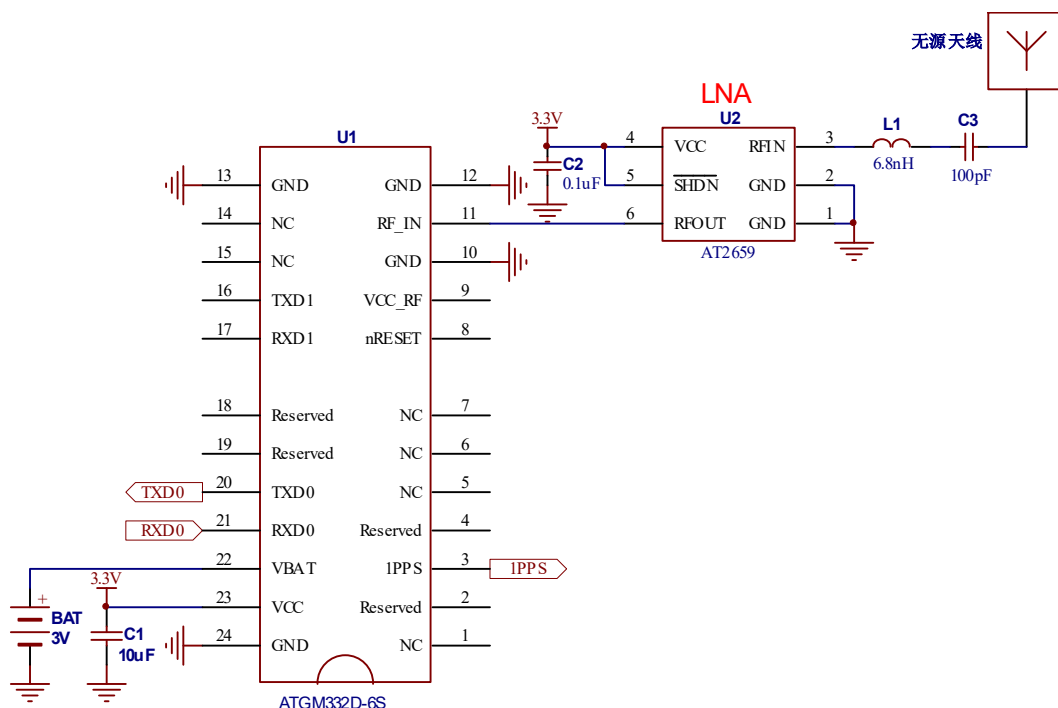 无源天线
LNA
U2
3.3V
C2
0.1uF
4 VCC RFIN 3
5 SHDN GND 2
6 RFOUT GND 1
AT2659
L1
6.8nH
C3
100pF
U1
13 GND GND 12
14 NC RF_IN 11
15 NC GND 10
16 TXD1 VCC_RF 9
17 RXD1 nRESET 8
18 Reserved NC 7
19 Reserved NC 6
TXD0 20 TXD0 NC 5
RXD0 21 RXD0 Reserved 4
22 VBAT 1PPS 3 1PPS
3.3V
23 VCC Reserved 2
24 GND NC 1
+
BAT
3V
C1
10uF
ATGM332D-6S